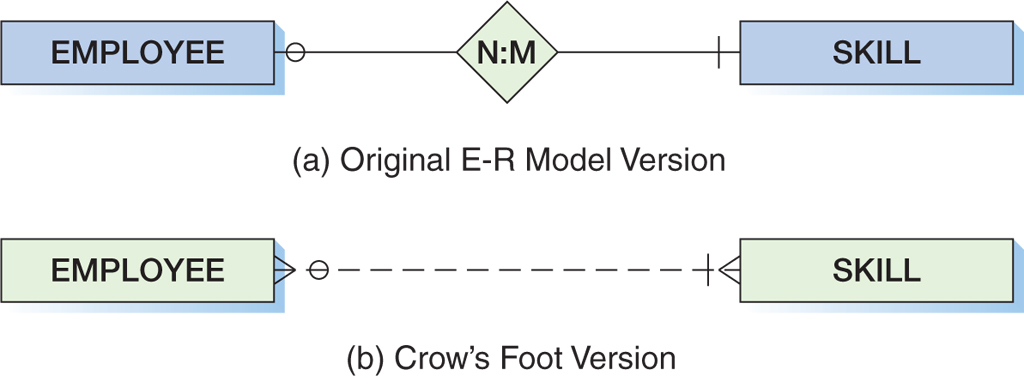 EMPLOYEE N:M SKILL
(a) Original E-R Model Version
EMPLOYEE SKILL
(b) Crow’s Foot Version